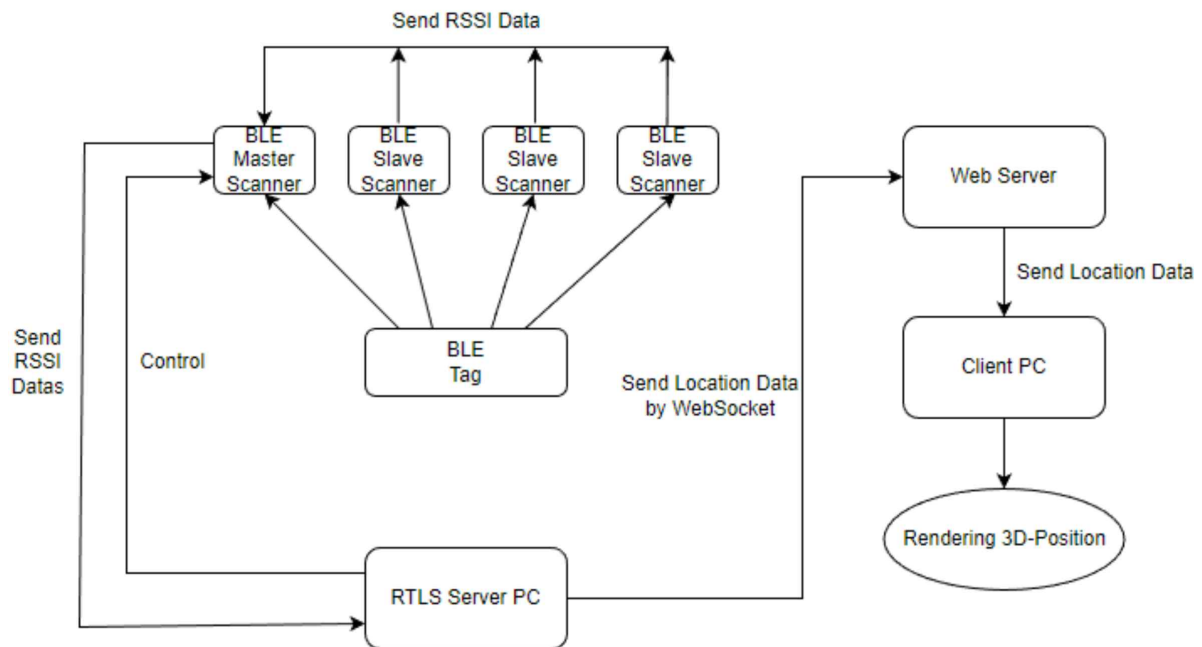 Send RSSI Data
BLE
Master
Scanner
BLE
Slave
Scanner
BLE
Slave
Scanner
BLE
Slave
Scanner
Web Server
Send Location Data
Send
RSSI
Datas
Control
BLE
Tag
Send Location Data
by WebSocket
Client PC
Rendering 3D-Position
RTLS Server PC